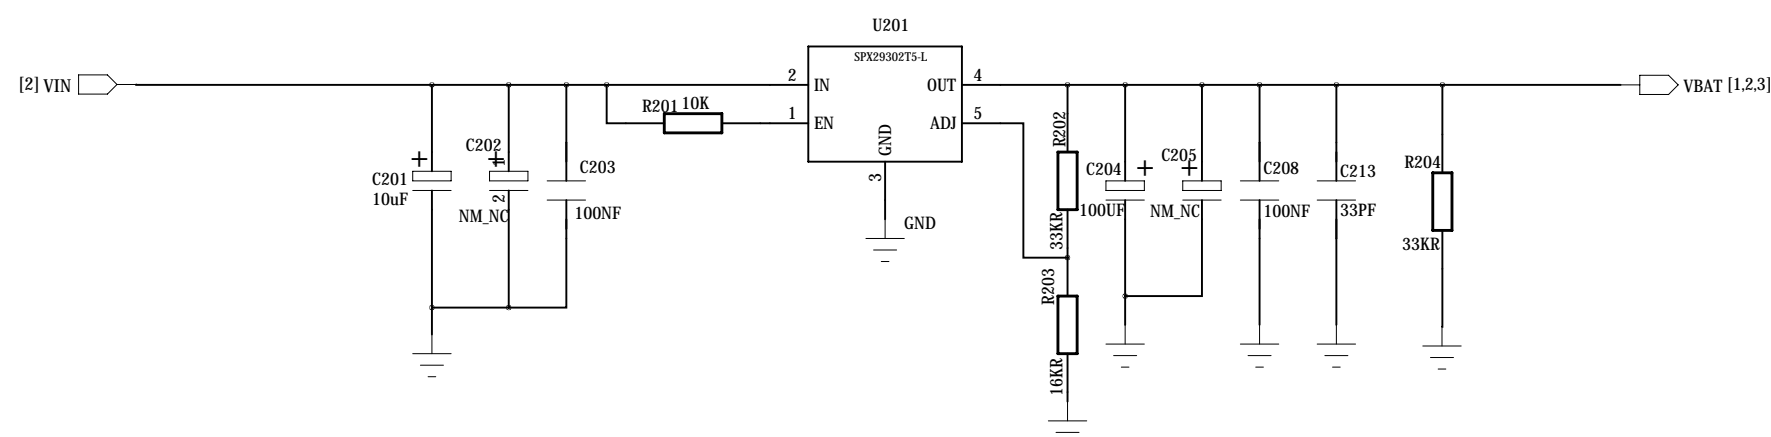 U201
SPX29302T5-L
[2] VIN
2
IN
OUT
4
VBAT [1,2,3]
R201 10K
1
EN
ADJ
5
GND
3
GND
C201
10uF
C202
1
2
NM_NC
C203
100NF
R202
33KR
R203
16KR
C204
100UF
C205
NM_NC
C208
100NF
C213
33PF
R204
33KR